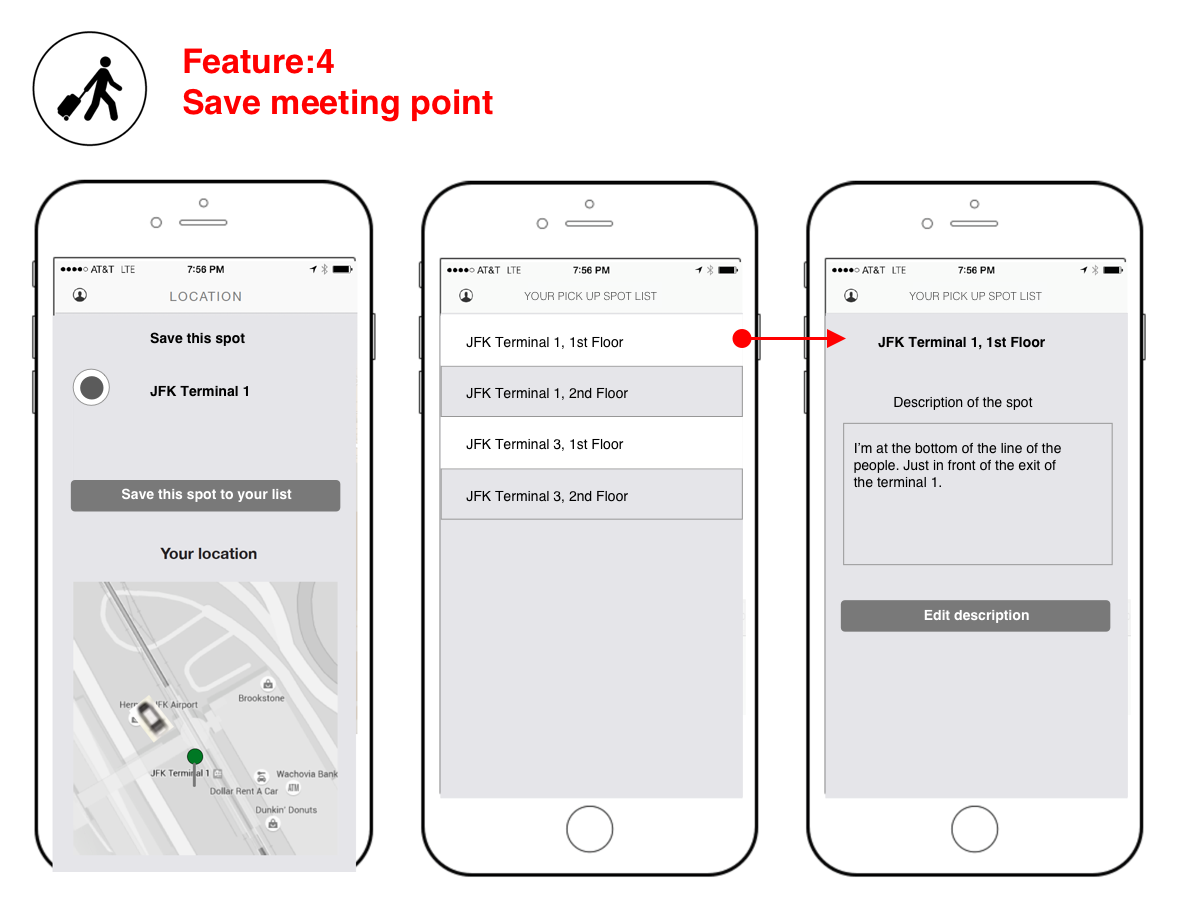 Feature:4
Save meeting point
AT&T LTE 7:56 PM
LOCATION
Save this spot
JFK Terminal 1
Save this spot to your list
Your location
Brookstone
JFK Airport
JFK Terminal 1
Wachovia Bank
Dollar Rent A Car
ATM
Dunkin' Donuts
AT&T LTE 7:56 PM
YOUR PICK UP SPOT LIST
JFK Terminal 1, 1st Floor
JFK Terminal 1, 2nd Floor
JFK Terminal 3, 1st Floor
JFK Terminal 3, 2nd Floor
AT&T LTE 7:56 PM
YOUR PICK UP SPOT LIST
JFK Terminal 1, 1st Floor
Description of the spot
I'm at the bottom of the line of the
people. Just in front of the exit of
the terminal 1.
Edit description